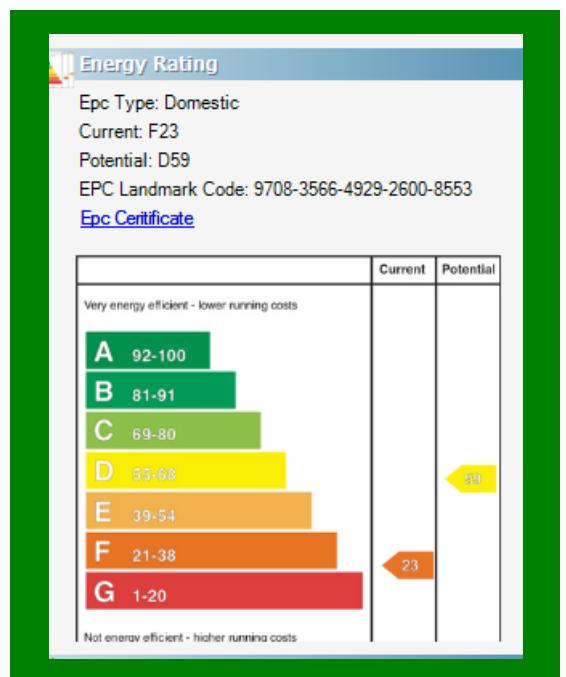 Energy Rating
Epc Type: Domestic
Current: F23
Potential: D59
EPC Landmark Code: 9708-3566-4929-2600-8553
Epc Ceritificate
Current Potential
Very energy efficient - lower running costs
A 92-100
B 81-91
C 69-80
D 55-68
59
E 39-54
F 21-38
23
G 1-20
Not energy efficient - higher running costs